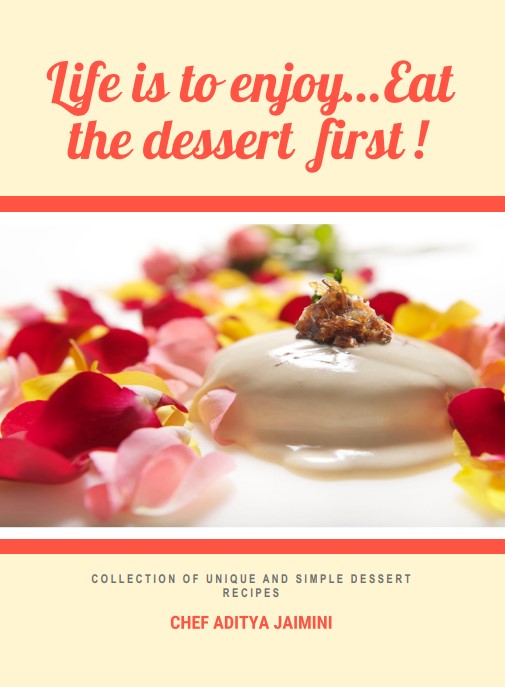 Life is to enjoy...Eat
the dessert first !
COLLECTION OF UNIQUE AND SIMPLE DESSERT
RECIPES
CHEF ADITYA JAIMINI